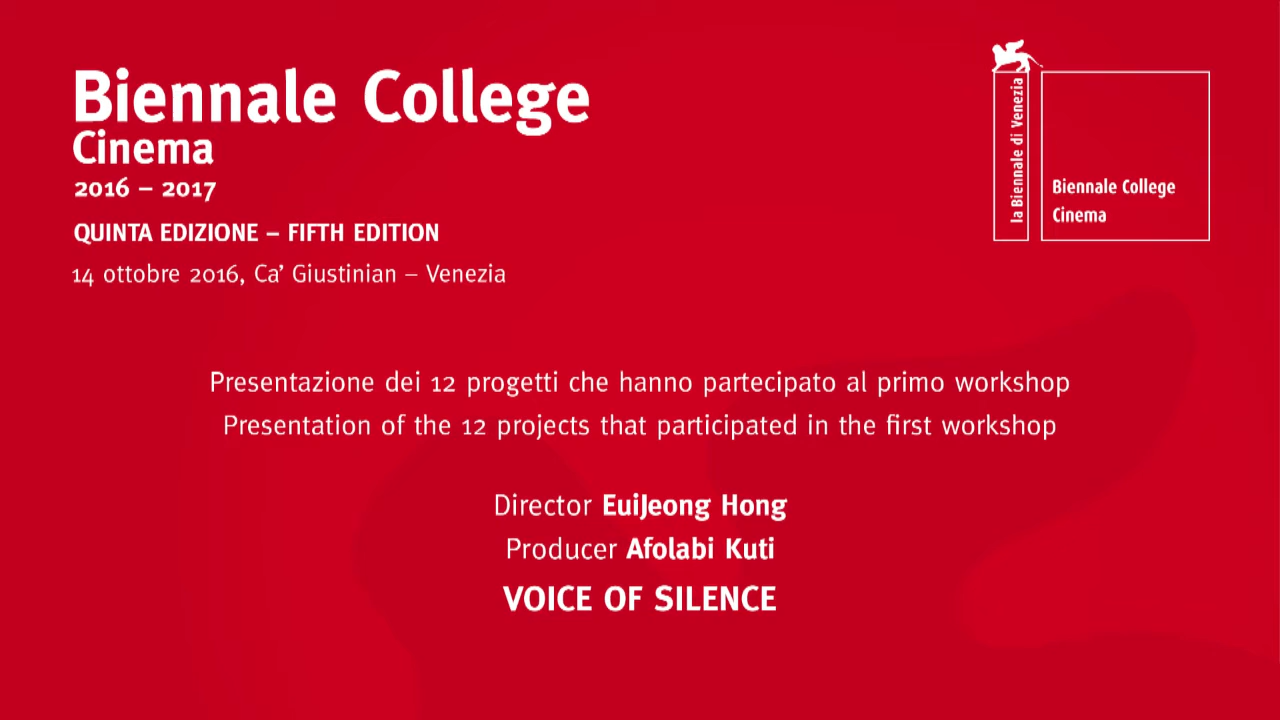 Biennale College
Cinema
2016 – 2017
QUINTA EDIZIONE – FIFTH EDITION
14 ottobre 2016, Ca’ Giustinian – Venezia
la Biennale di Venezia
Biennale College
Cinema
Presentazione dei 12 progetti che hanno partecipato al primo workshop
Presentation of the 12 projects that participated in the first workshop
Director EuiJeong Hong
Producer Afolabi Kuti
VOICE OF SILENCE